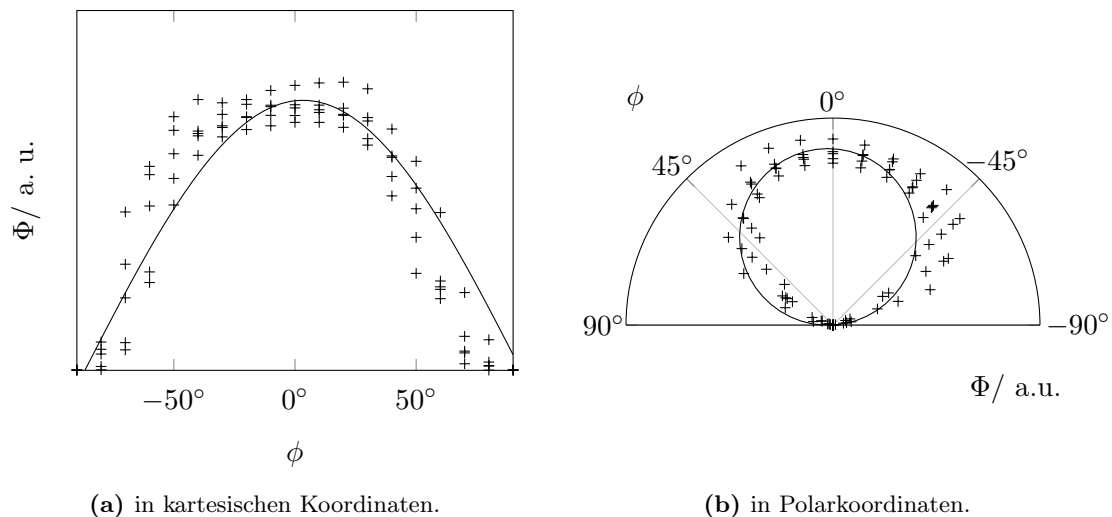 Φ/ a. u.
−50°
0°
50°
ϕ
(a) in kartesischen Koordinaten.
ϕ
0°
45°
−45°
90°
−90°
Φ/ a.u.
(b) in Polarkoordinaten.